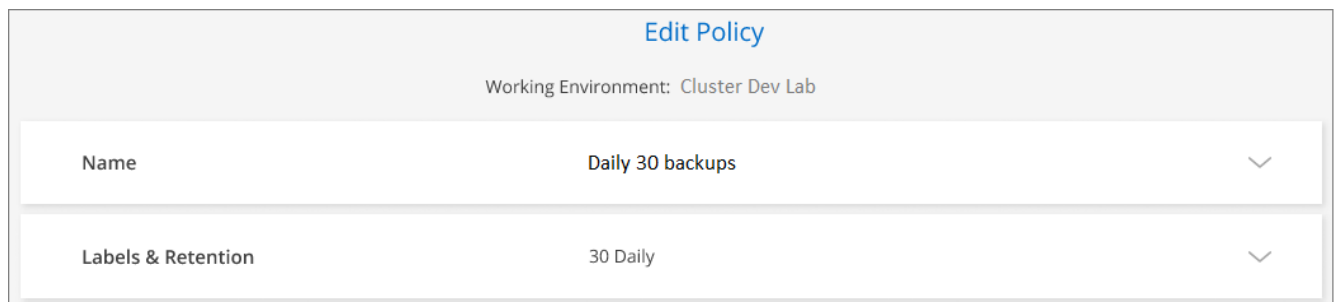 Edit Policy
Working Environment: Cluster Dev Lab
Name Daily 30 backups
Labels & Retention 30 Daily